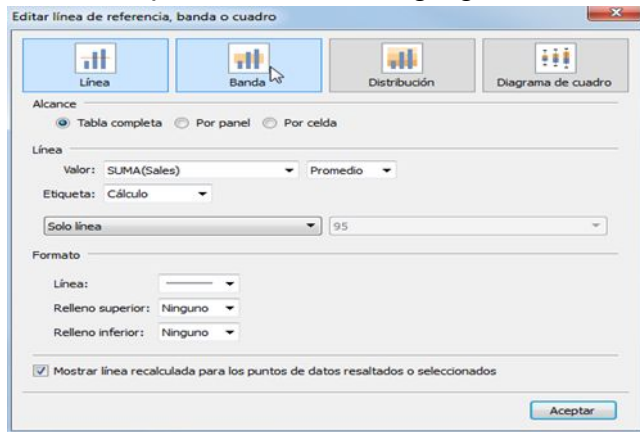 Editar línea de referencia, banda o cuadro
Línea Banda Distribución Diagrama de cuadro
Alcance
Tabla completa Por panel Por celda
Línea
Valor: SUMA(Sales) Promedio
Etiqueta: Cálculo
Solo línea 95
Formato
Línea:
Relleno superior: Ninguno
Relleno inferior: Ninguno
Mostrar línea recalculada para los puntos de datos resaltados o seleccionados
Aceptar